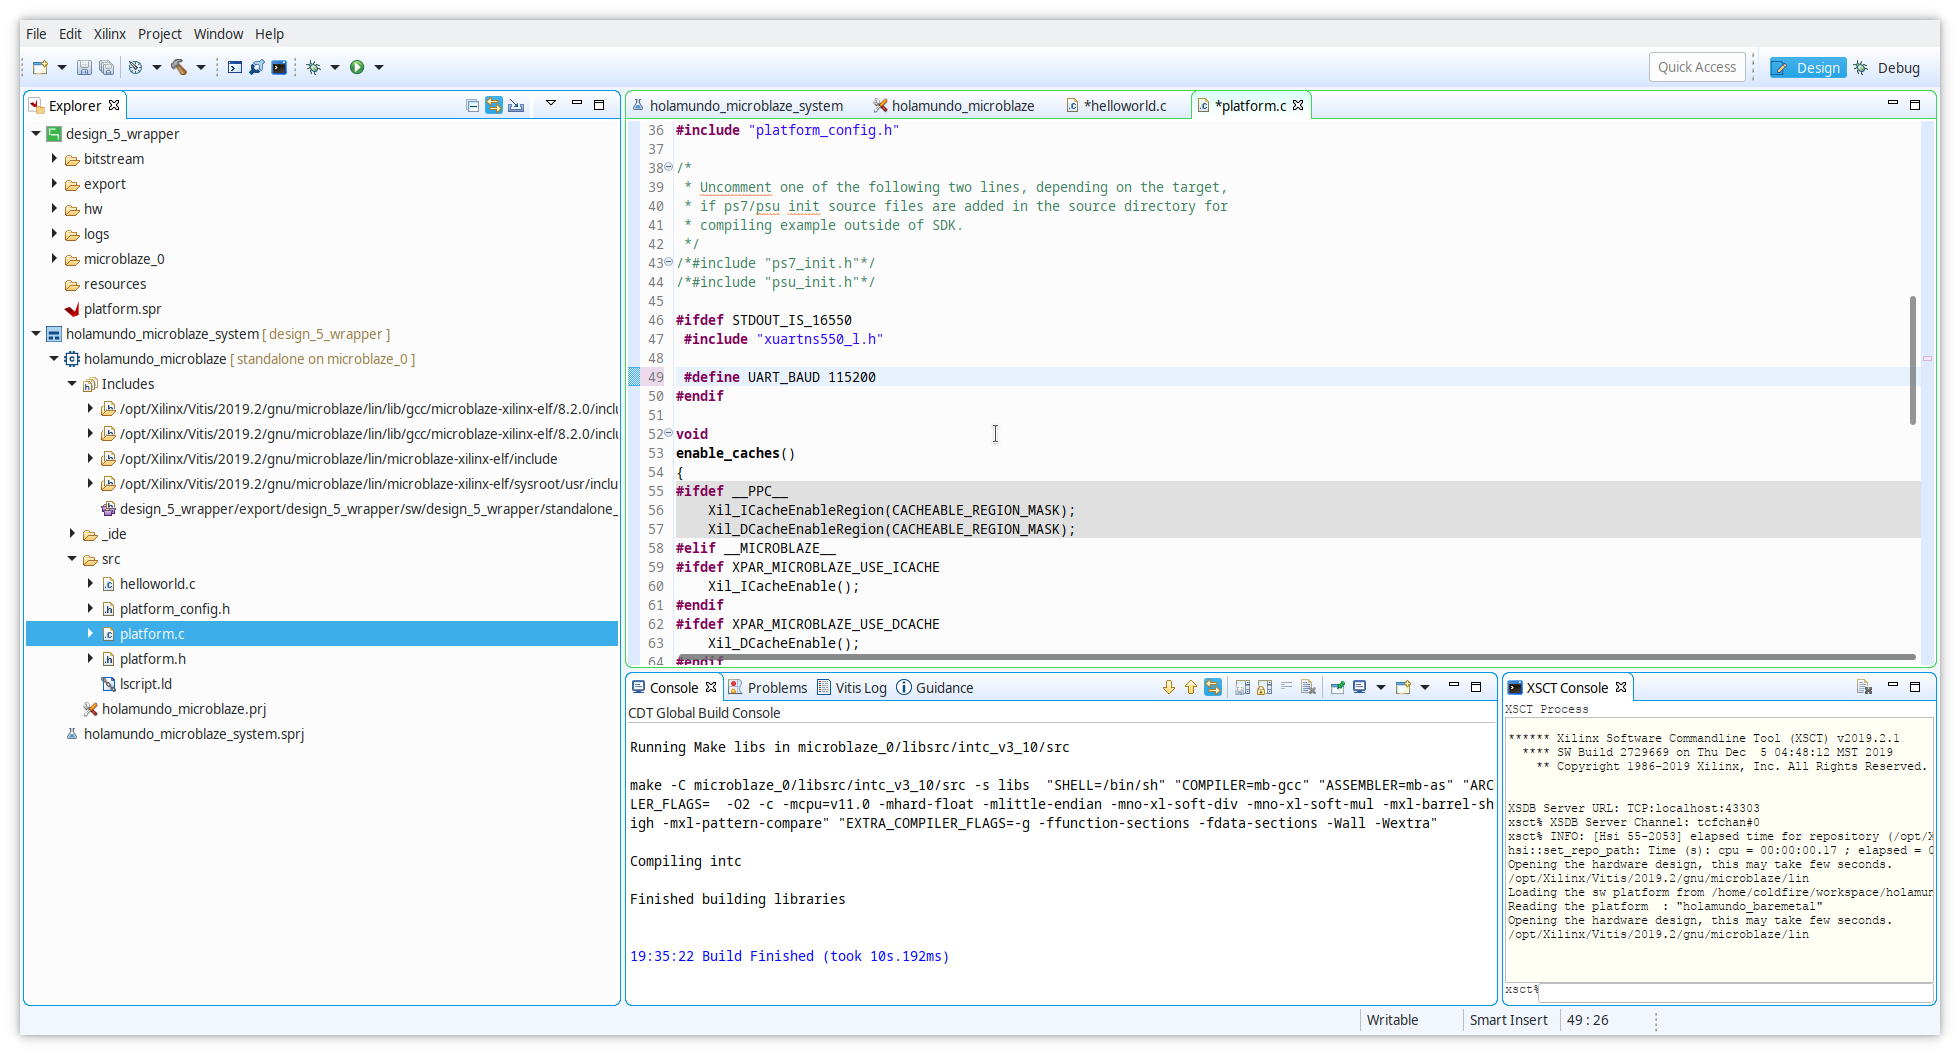 File Edit Xilinx Project Window Help
Quick Access
Design
Debug
Explorer
design_5_wrapper
bitstream
export
hw
logs
microblaze_0
resources
platform.spr
holamundo_microblaze_system [ design_5_wrapper ]
holamundo_microblaze [ standalone on microblaze_0 ]
Includes
/opt/Xilinx/Vitis/2019.2/gnu/microblaze/lin/lib/gcc/microblaze-xilinx-elf/8.2.0/inclu
/opt/Xilinx/Vitis/2019.2/gnu/microblaze/lin/lib/gcc/microblaze-xilinx-elf/8.2.0/inclu
/opt/Xilinx/Vitis/2019.2/gnu/microblaze/lin/microblaze-xilinx-elf/include
/opt/Xilinx/Vitis/2019.2/gnu/microblaze/lin/microblaze-xilinx-elf/sysroot/usr/inclu
design_5_wrapper/export/design_5_wrapper/sw/design_5_wrapper/standalone_
_ide
src
helloworld.c
platform_config.h
platform.c
platform.h
lscript.ld
holamundo_microblaze.prj
holamundo_microblaze_system.sprj
holamundo_microblaze_system holamundo_microblaze *helloworld.c *platform.c
36 #include "platform_config.h"
37
38 /*
39 * Uncomment one of the following two lines, depending on the target,
40 * if ps7/psu init source files are added in the source directory for
41 * compiling example outside of SDK.
42 */
43 /*#include "ps7_init.h"*/
44 /*#include "psu_init.h"*/
45
46 #ifdef STDOUT_IS_16550
47 #include "xuartns550_l.h"
48
49 #define UART_BAUD 115200
50 #endif
51
52 void
53 enable_caches()
54 {
55 #ifdef __PPC__
56 Xil_ICacheEnableRegion(CACHEABLE_REGION_MASK);
57 Xil_DCacheEnableRegion(CACHEABLE_REGION_MASK);
58 #elif __MICROBLAZE__
59 #ifdef XPAR_MICROBLAZE_USE_ICACHE
60 Xil_ICacheEnable();
61 #endif
62 #ifdef XPAR_MICROBLAZE_USE_DCACHE
63 Xil_DCacheEnable();
64 #endif
Console Problems Vitis Log Guidance
CDT Global Build Console
Running Make libs in microblaze_0/libsrc/intc_v3_10/src
make -C microblaze_0/libsrc/intc_v3_10/src -s libs "SHELL=/bin/sh" "COMPILER=mb-gcc" "ASSEMBLER=mb-as" "ARC
LER_FLAGS= -O2 -c -mcpu=v11.0 -mhard-float -mlittle-endian -mno-xl-soft-div -mno-xl-soft-mul -mxl-barrel-sh
igh -mxl-pattern-compare" "EXTRA_COMPILER_FLAGS=-g -ffunction-sections -fdata-sections -Wall -Wextra"
Compiling intc
Finished building libraries
19:35:22 Build Finished (took 10s.192ms)
XSCT Console
XSCT Process
****** Xilinx Software Commandline Tool (XSCT) v2019.2.1
**** SW Build 2729669 on Thu Dec 5 04:48:12 MST 2019
** Copyright 1986-2019 Xilinx, Inc. All Rights Reserved.
XSDB Server URL: TCP:localhost:43303
xsct% XSDB Server Channel: tcfchan#0
xsct% INFO: [Hsi 55-2053] elapsed time for repository (/opt/X
hsi::set_repo_path: Time (s): cpu = 00:00:00.17 ; elapsed = 0
Opening the hardware design, this may take few seconds.
/opt/Xilinx/Vitis/2019.2/gnu/microblaze/lin
Loading the sw platform from /home/coldfire/workspace/holamun
Reading the platform : "holamundo_baremetal"
Opening the hardware design, this may take few seconds.
/opt/Xilinx/Vitis/2019.2/gnu/microblaze/lin
xsct%
Writable
Smart Insert
49 : 26